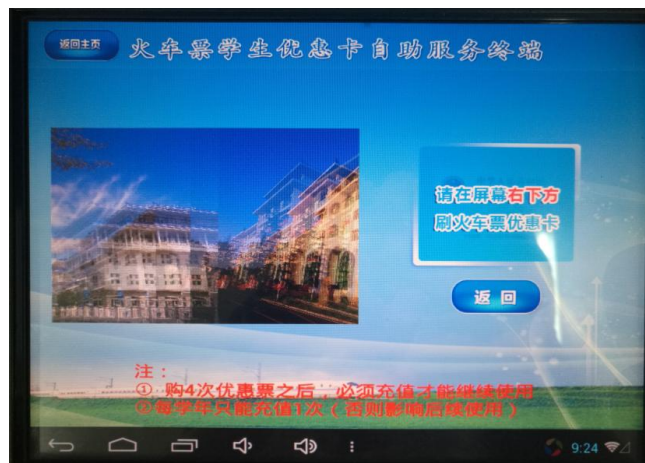 返回主页
火车票学生优惠卡自助服务终端
请在屏幕右下方
刷火车票优惠卡
返 回
注：
① 购4次优惠票之后，必须充值才能继续使用
②每学年只能充值1次（否则影响后续使用）
9:24